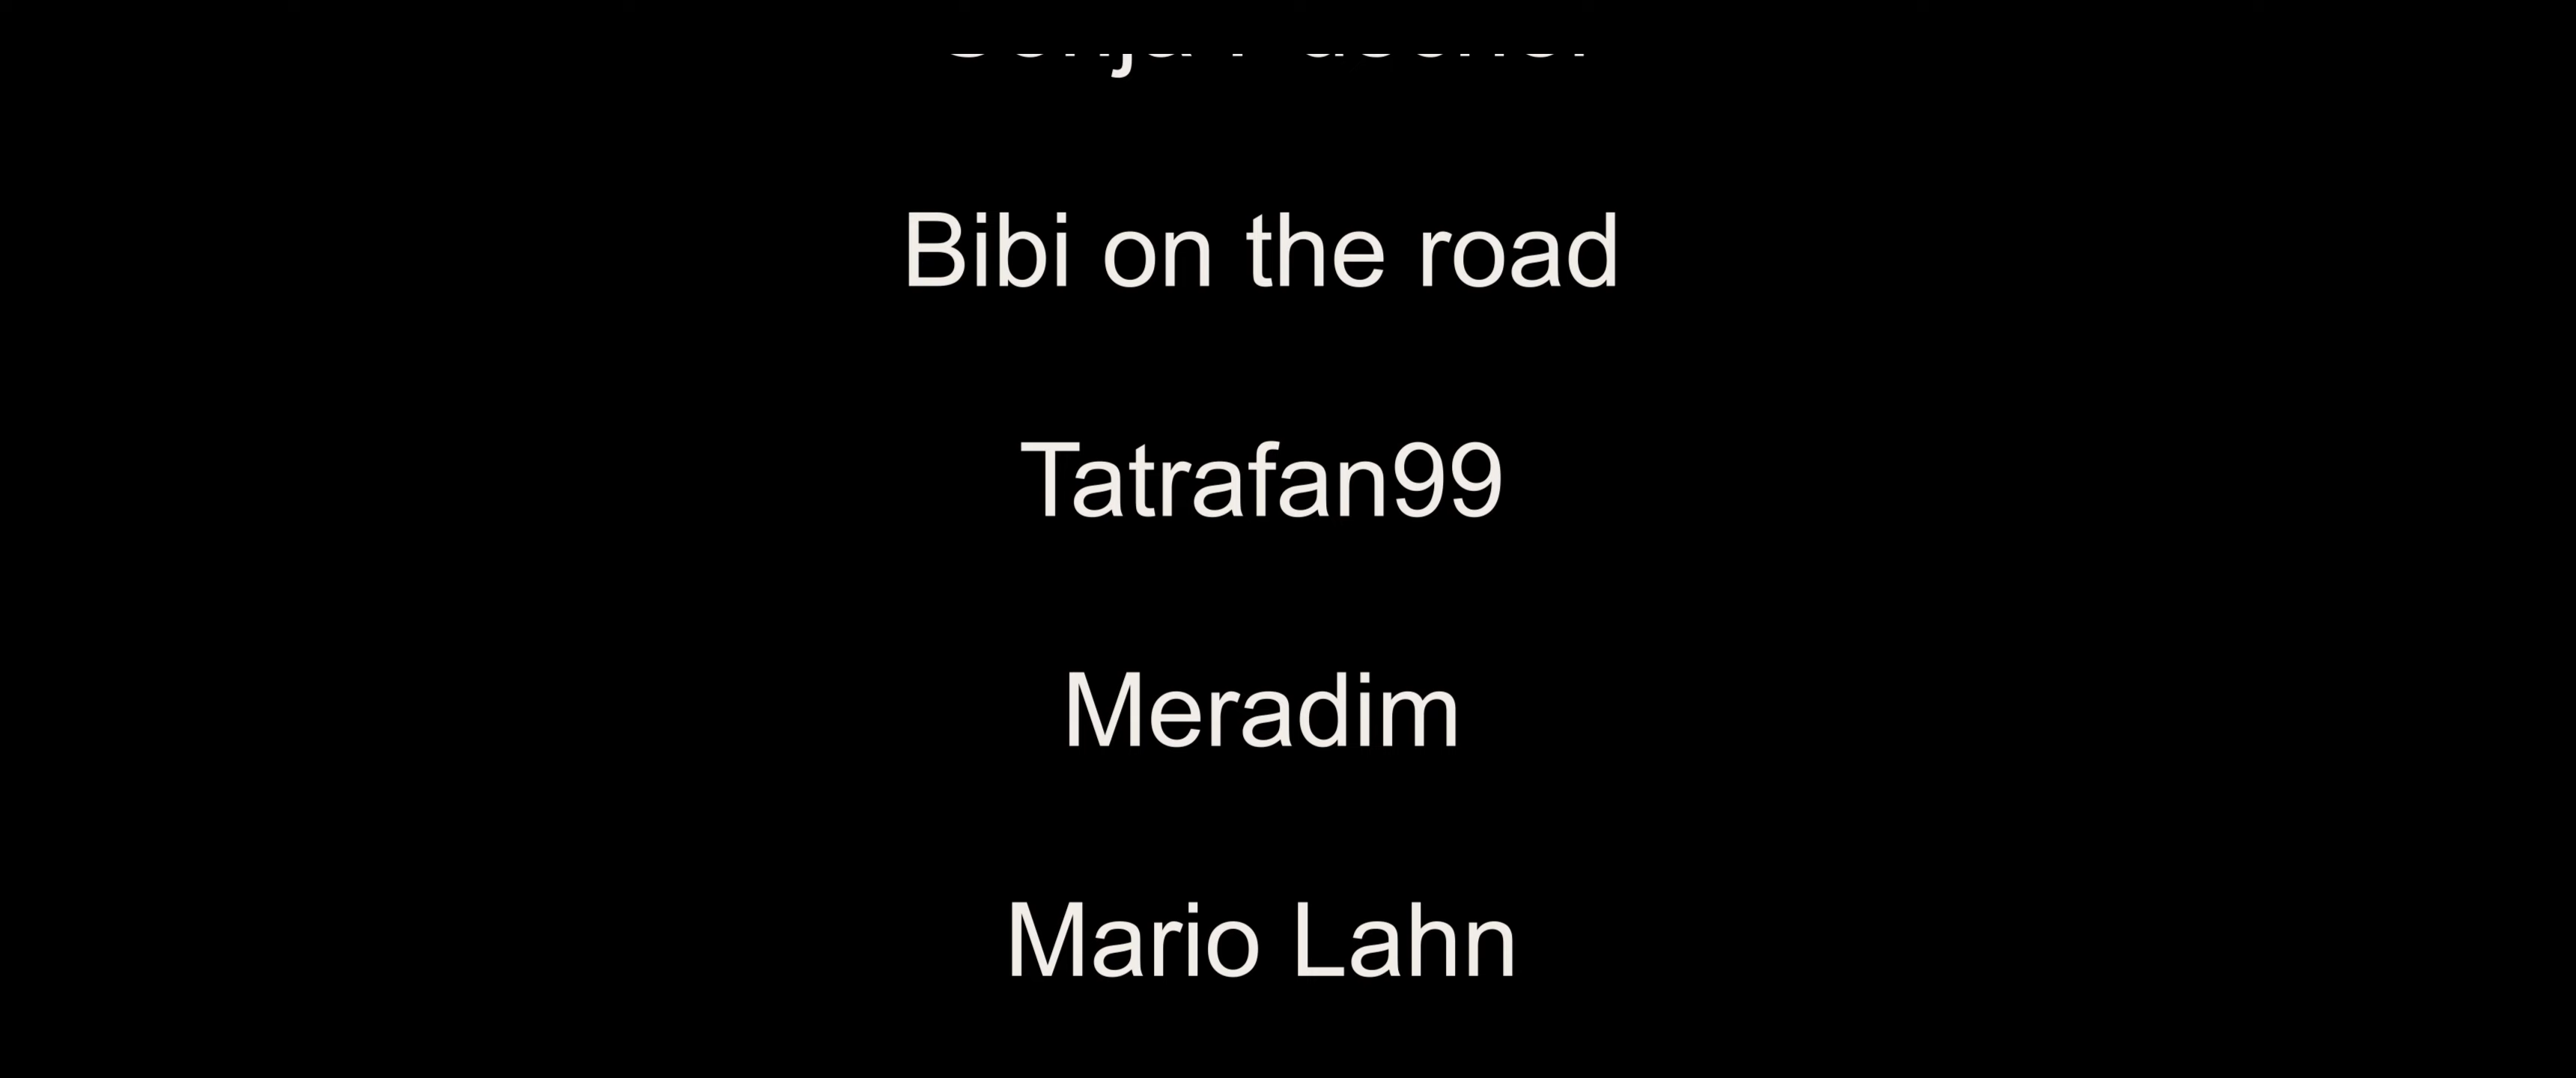 Bibi on the road
Tatrafan99
Meradim
Mario Lahn